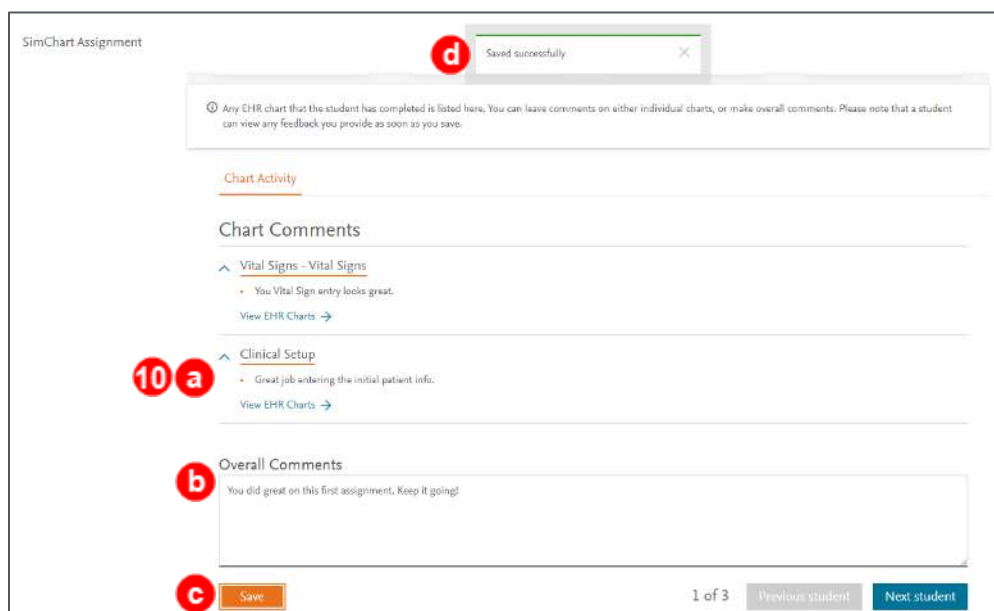 SimChart Assignment
d
Saved successfully
Any EHR chart that the student has completed is listed here. You can leave comments on either individual charts, or make overall comments. Please note that a student
can view any feedback you provide as soon as you save.
Chart Activity
Chart Comments
Vital Signs - Vital Signs
You Vital Sign entry looks great.
View EHR Charts →
10 a
Clinical Setup
Great job entering the initial patient info.
View EHR Charts →
Overall Comments
b
You did great on this first assignment. Keep it going!
c
Save
1 of 3
Previous student
Next student